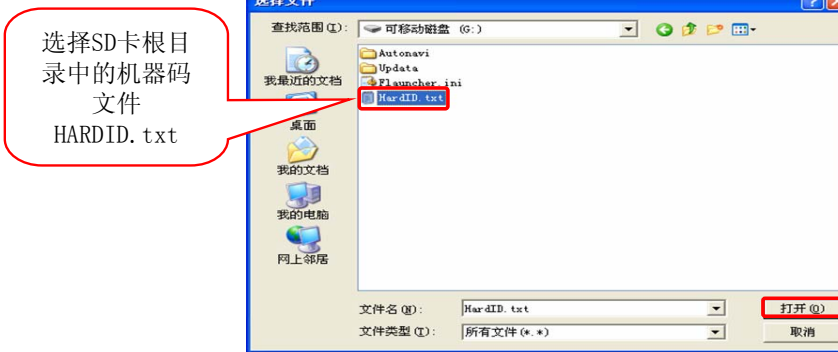 选择文件
选择SD卡根目
录中的机器码
文件
HARDID.txt
查找范围(I):
可移动磁盘 (G:)
Autonavi
Updata
Flauncher.ini
HardID.txt
我最近的文档
桌面
我的文档
我的电脑
网上邻居
文件名(N):
HardID.txt
打开(O)
文件类型(T):
所有文件(*.*)
取消